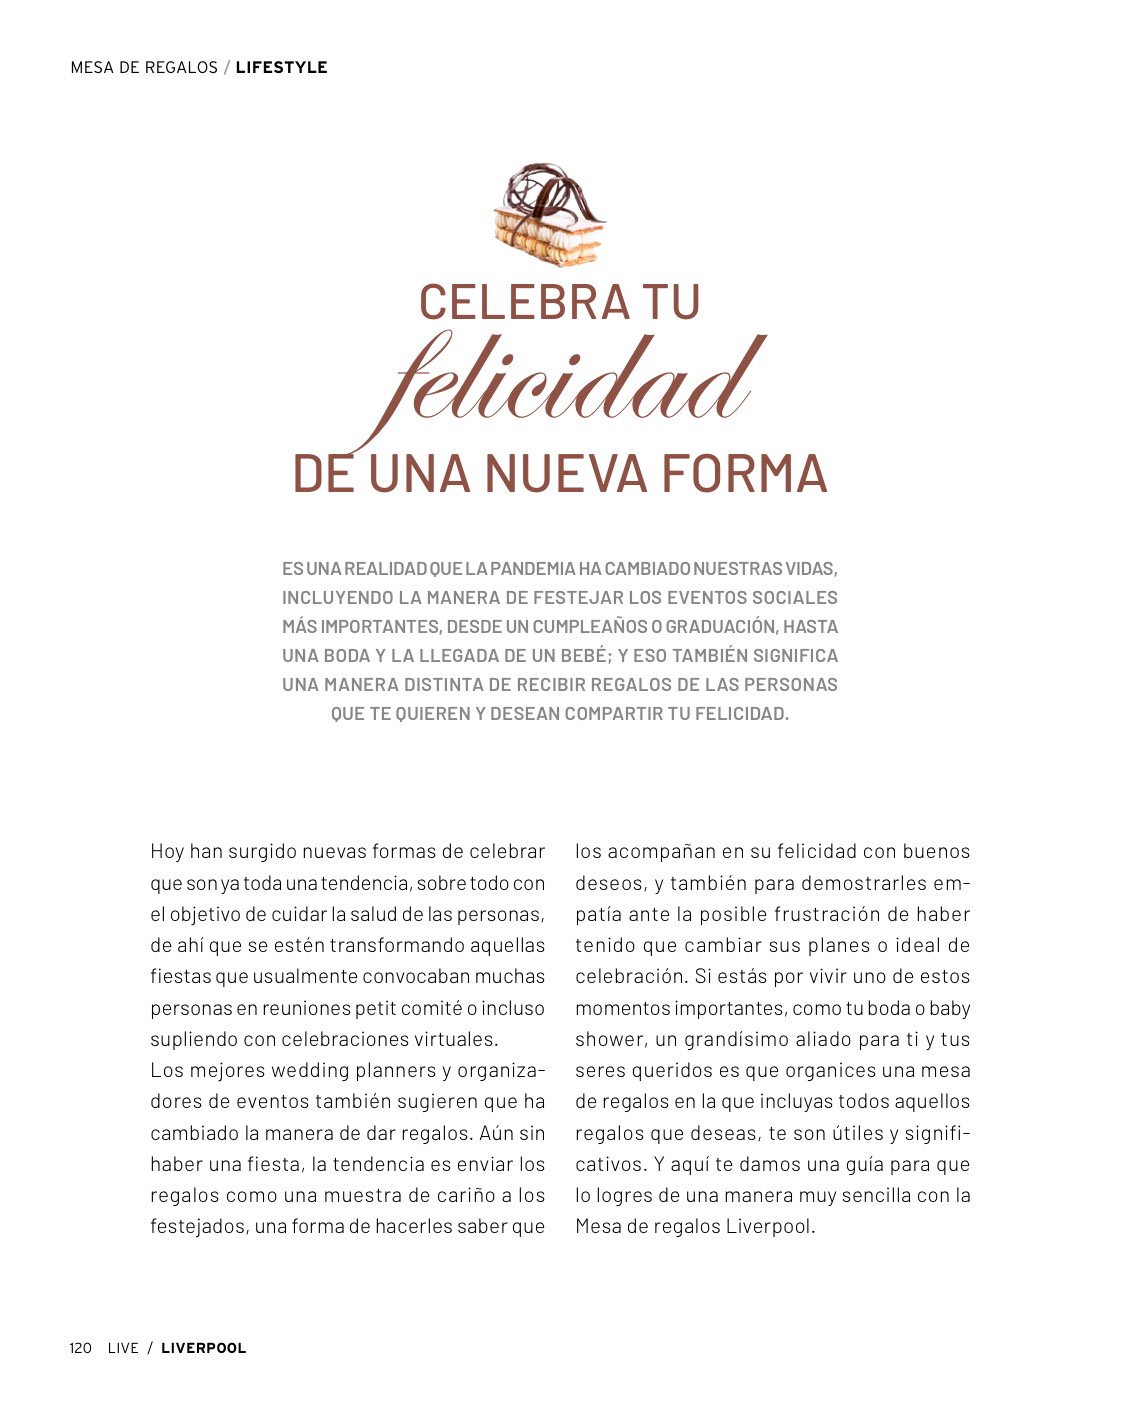 MESA DE REGALOS / LIFESTYLE
CELEBRA TU
felicidad
DE UNA NUEVA FORMA
ES UNA REALIDAD QUE LA PANDEMIA HA CAMBIADO NUESTRAS VIDAS,
INCLUYENDO LA MANERA DE FESTEJAR LOS EVENTOS SOCIALES
MÁS IMPORTANTES, DESDE UN CUMPLEAÑOS O GRADUACIÓN, HASTA
UNA BODA Y LA LLEGADA DE UN BEBÉ; Y ESO TAMBIÉN SIGNIFICA
UNA MANERA DISTINTA DE RECIBIR REGALOS DE LAS PERSONAS
QUE TE QUIEREN Y DESEAN COMPARTIR TU FELICIDAD.
Hoy han surgido nuevas formas de celebrar
que son ya toda una tendencia, sobre todo con
el objetivo de cuidar la salud de las personas,
de ahí que se estén transformando aquellas
fiestas que usualmente convocaban muchas
personas en reuniones petit comité o incluso
supliendo con celebraciones virtuales.
Los mejores wedding planners y organiza-
dores de eventos también sugieren que ha
cambiado la manera de dar regalos. Aún sin
haber una fiesta, la tendencia es enviar los
regalos como una muestra de cariño a los
festejados, una forma de hacerles saber que
los acompañan en su felicidad con buenos
deseos, y también para demostrarles em-
patía ante la posible frustración de haber
tenido que cambiar sus planes o ideal de
celebración. Si estás por vivir uno de estos
momentos importantes, como tu boda o baby
shower, un grandísimo aliado para ti y tus
seres queridos es que organices una mesa
de regalos en la que incluyas todos aquellos
regalos que deseas, te son útiles y signifi-
cativos. Y aquí te damos una guía para que
lo logres de una manera muy sencilla con la
Mesa de regalos Liverpool.
120 LIVE / LIVERPOOL